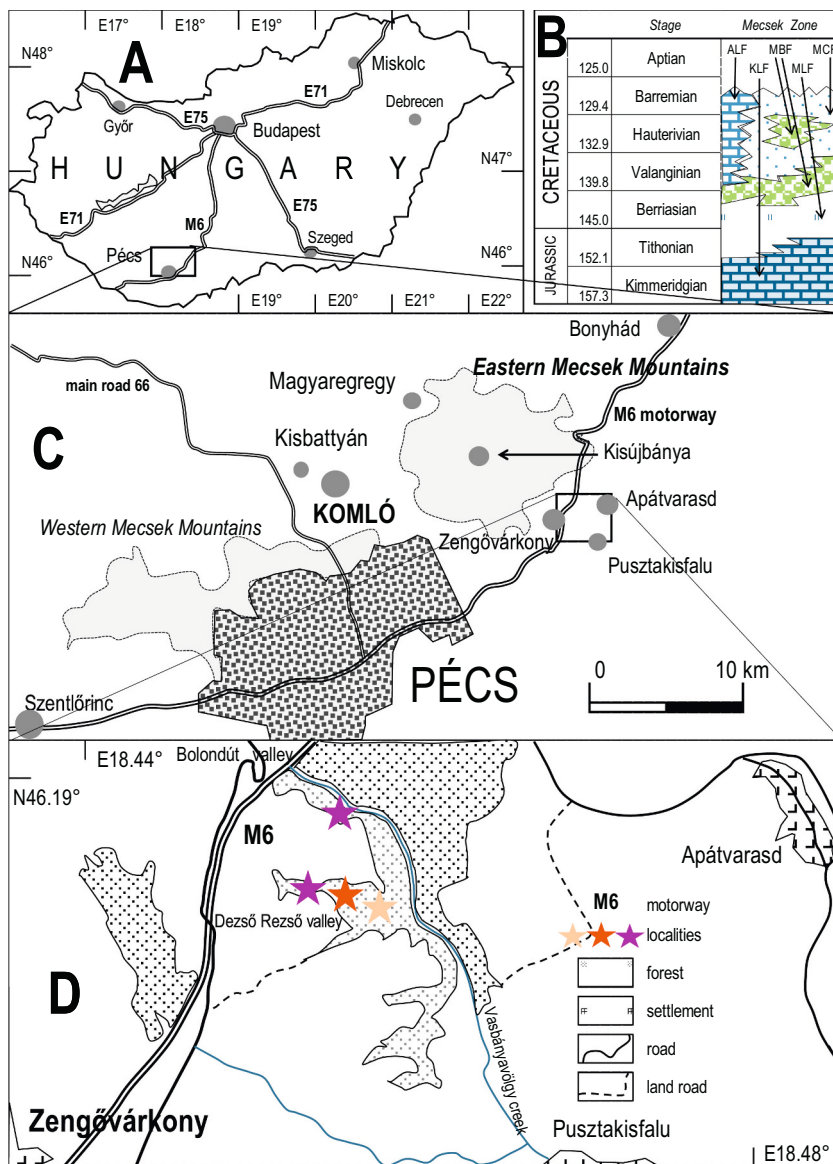 E17° E18° E19° E20° E21°
N48°
A
Miskolc
E71
Debrecen
Győr
E75
Budapest
HUNGARY
N47°
E71
M6
E75
Pécs
Szeged
N46°
N46°
E19° E20° E21° E22°
B
Stage
Mecsek Zone
CRETACEOUS
JURASSIC
125.0
Aptian
129.4
Barremian
132.9
Hauterivian
139.8
Valanginian
145.0
Berriasian
152.1
Tithonian
157.3
Kimmeridgian
ALF
MBF
KLF
MLF
C
Bonyhád
Eastern Mecsek Mountains
main road 66
Magyaregregy
M6 motorway
Kisbattyán
Kisújbánya
KOMLÓ
Apátvarasd
Western Mecsek Mountains
Zengővárkony
Pusztakisfalu
PÉCS
0 10 km
Szentlőrinc
D
E18.44°
Bolondút valley
N46.19°
M6
Apátvarasd
Dezső Rezső valley
M6 motorway
localities
forest
settlement
road
land road
Vasbányavölgy creek
Zengővárkony
Pusztakisfalu
E18.48°